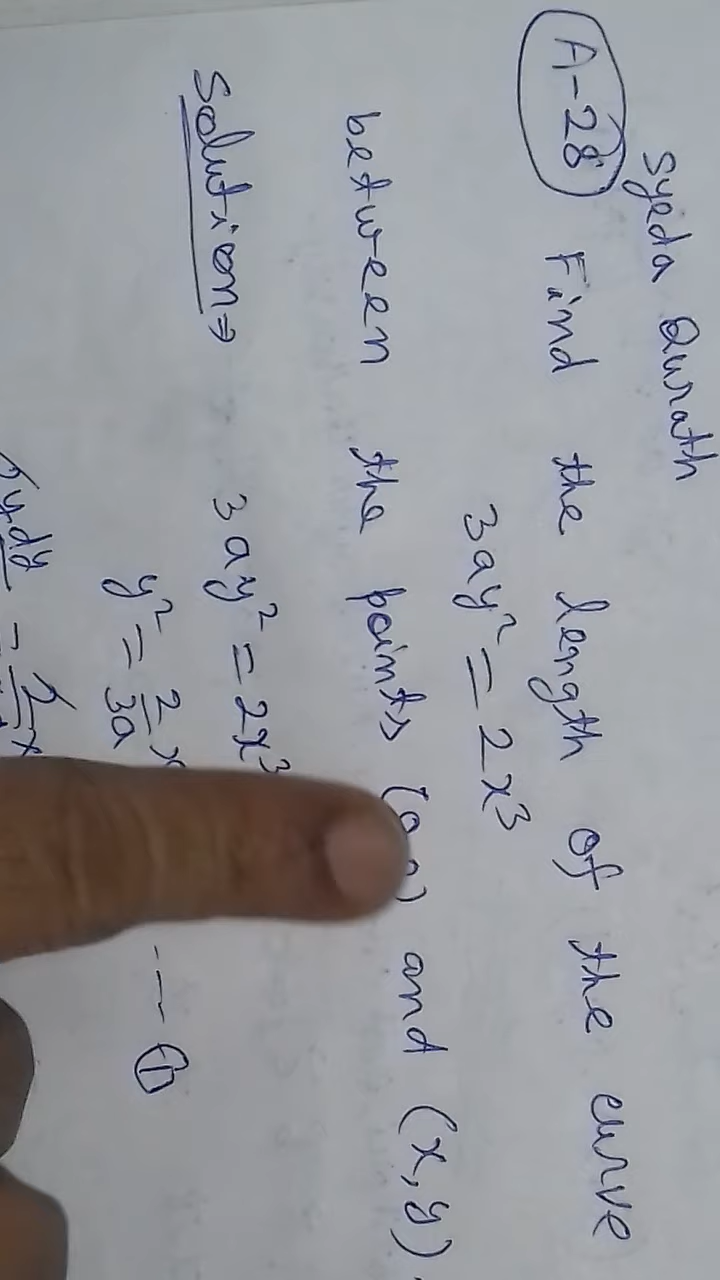 Syeda Qurath
A-28 Find the length of the curve
3ay² = 2x³
between the points and (x, y).
Solution ⇒ 3ay² = 2x³
y² = 2/3a x --- ①
dy =